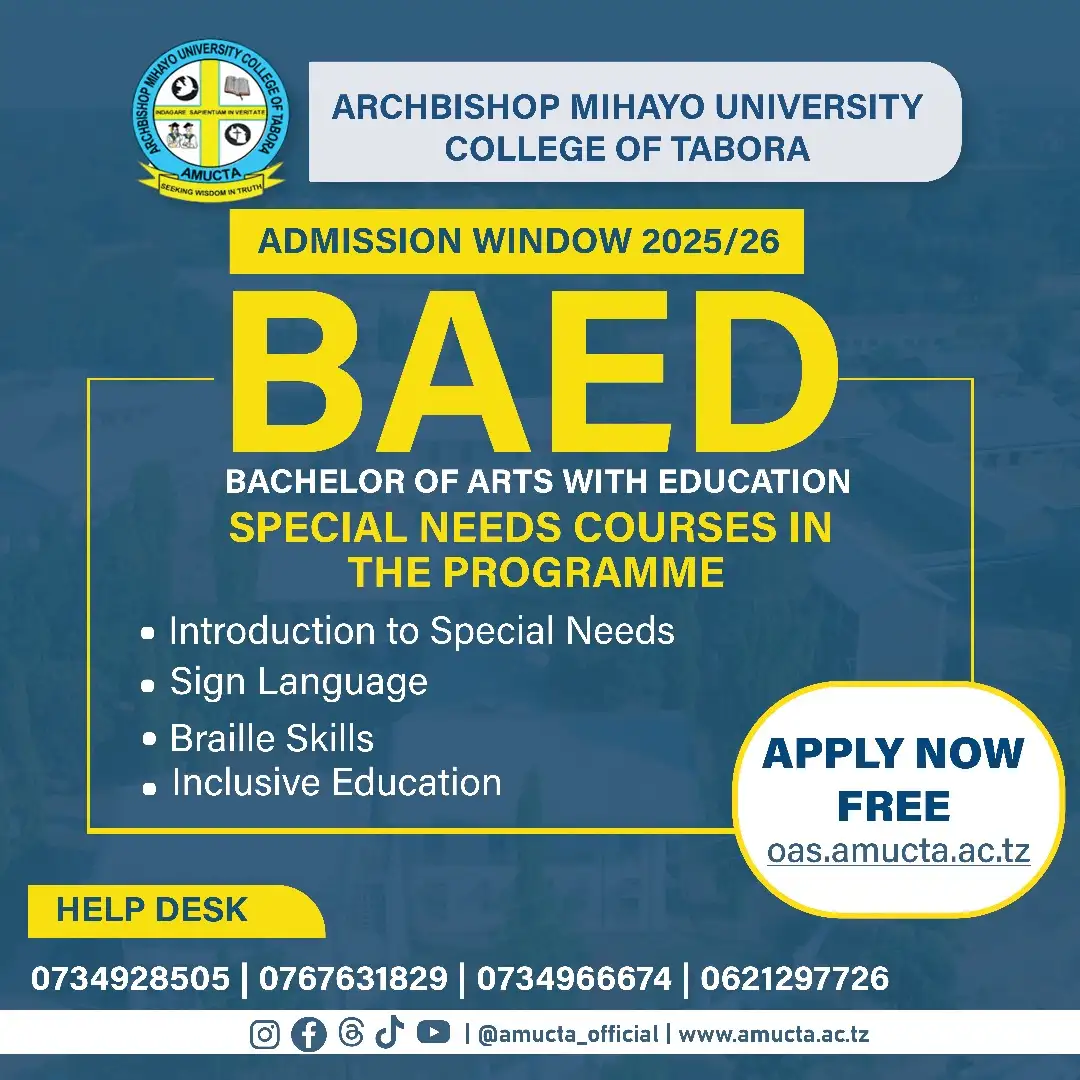 ARCHBISHOP MIHAYO UNIVERSITY COLLEGE OF TABORA
INDAGARE SAPIENTIAM IN VERITATE
AMUCTA
SEEKING WISDOM IN TRUTH
ARCHBISHOP MIHAYO UNIVERSITY
COLLEGE OF TABORA
ADMISSION WINDOW 2025/26
BAED
BACHELOR OF ARTS WITH EDUCATION
SPECIAL NEEDS COURSES IN
THE PROGRAMME
• Introduction to Special Needs
• Sign Language
• Braille Skills
• Inclusive Education
APPLY NOW
FREE
oas.amucta.ac.tz
HELP DESK
0734928505 | 0767631829 | 0734966674 | 0621297726
| @amucta_official | www.amucta.ac.tz